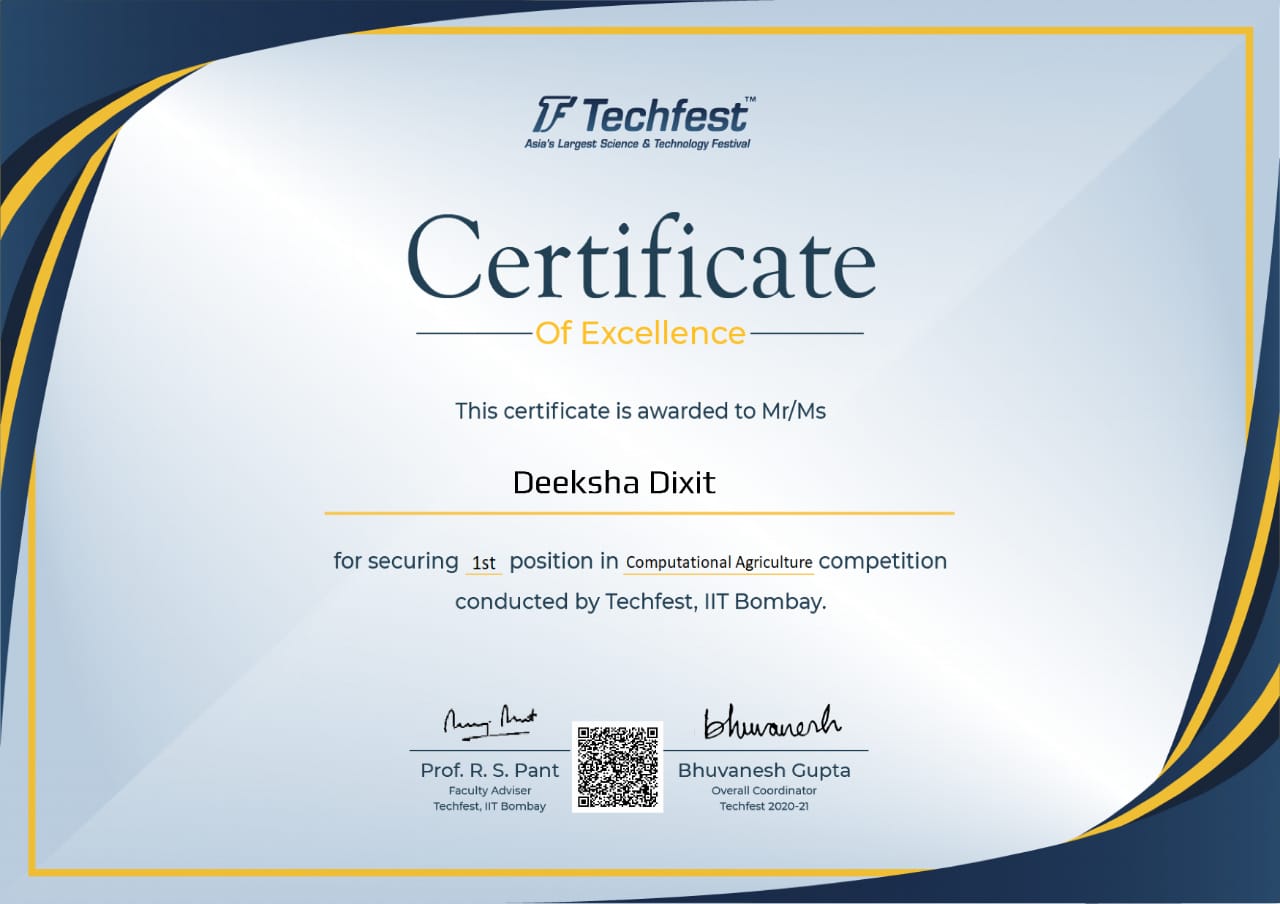 TF Techfest™
Asia's Largest Science & Technology Festival
Certificate
Of Excellence
This certificate is awarded to Mr/Ms
Deeksha Dixit
for securing 1st position in Computational Agriculture competition
conducted by Techfest, IIT Bombay.
bhuvanesh
Prof. R. S. Pant
Faculty Adviser
Techfest, IIT Bombay
Bhuvanesh Gupta
Overall Coordinator
Techfest 2020-21